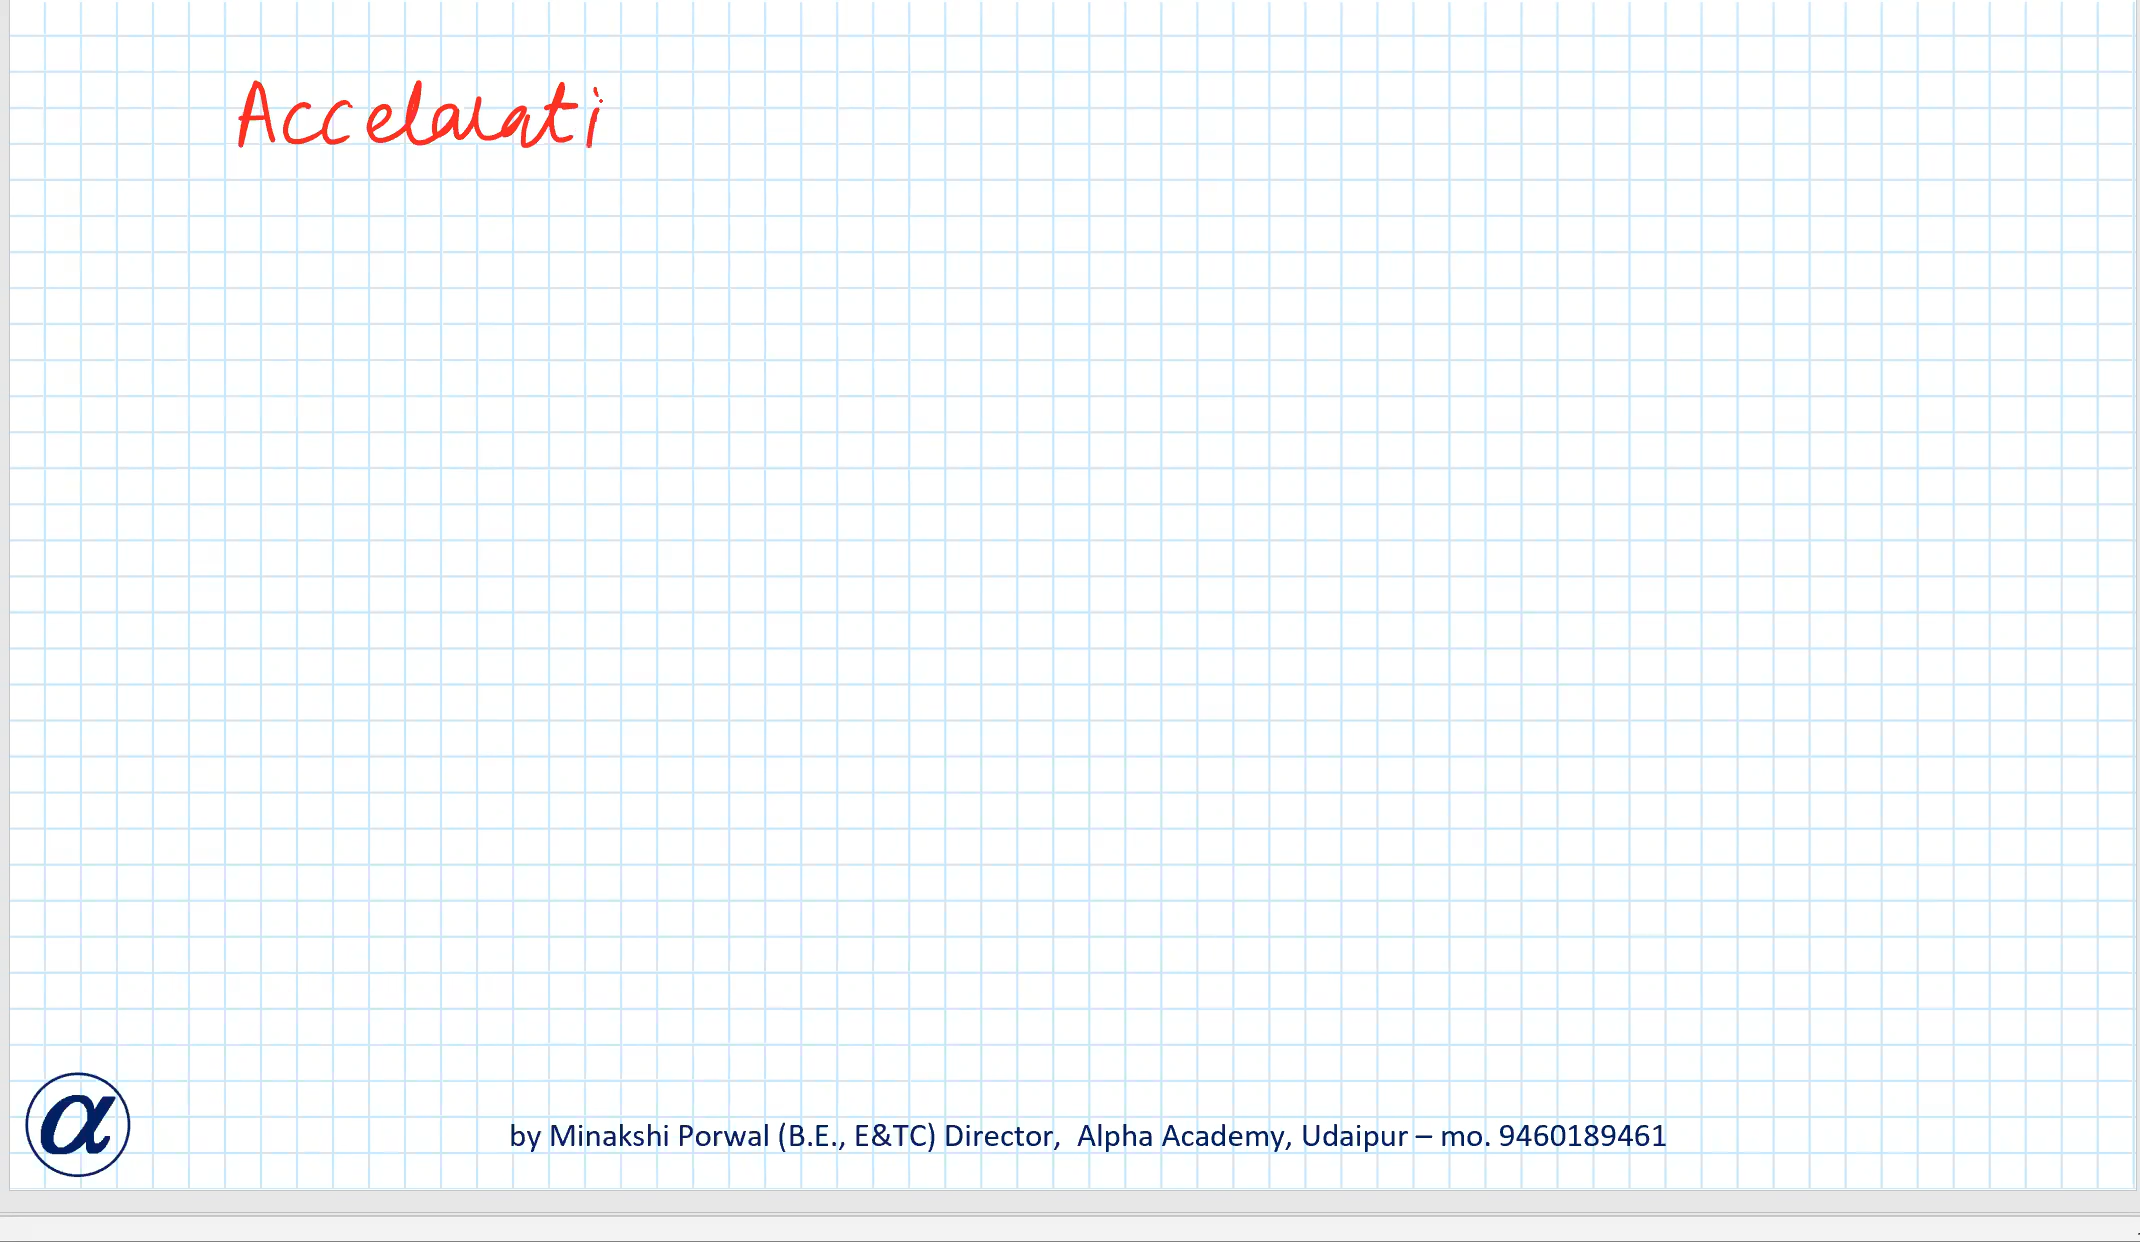 Accelarati
α
by Minakshi Porwal (B.E., E&TC) Director, Alpha Academy, Udaipur – mo. 9460189461